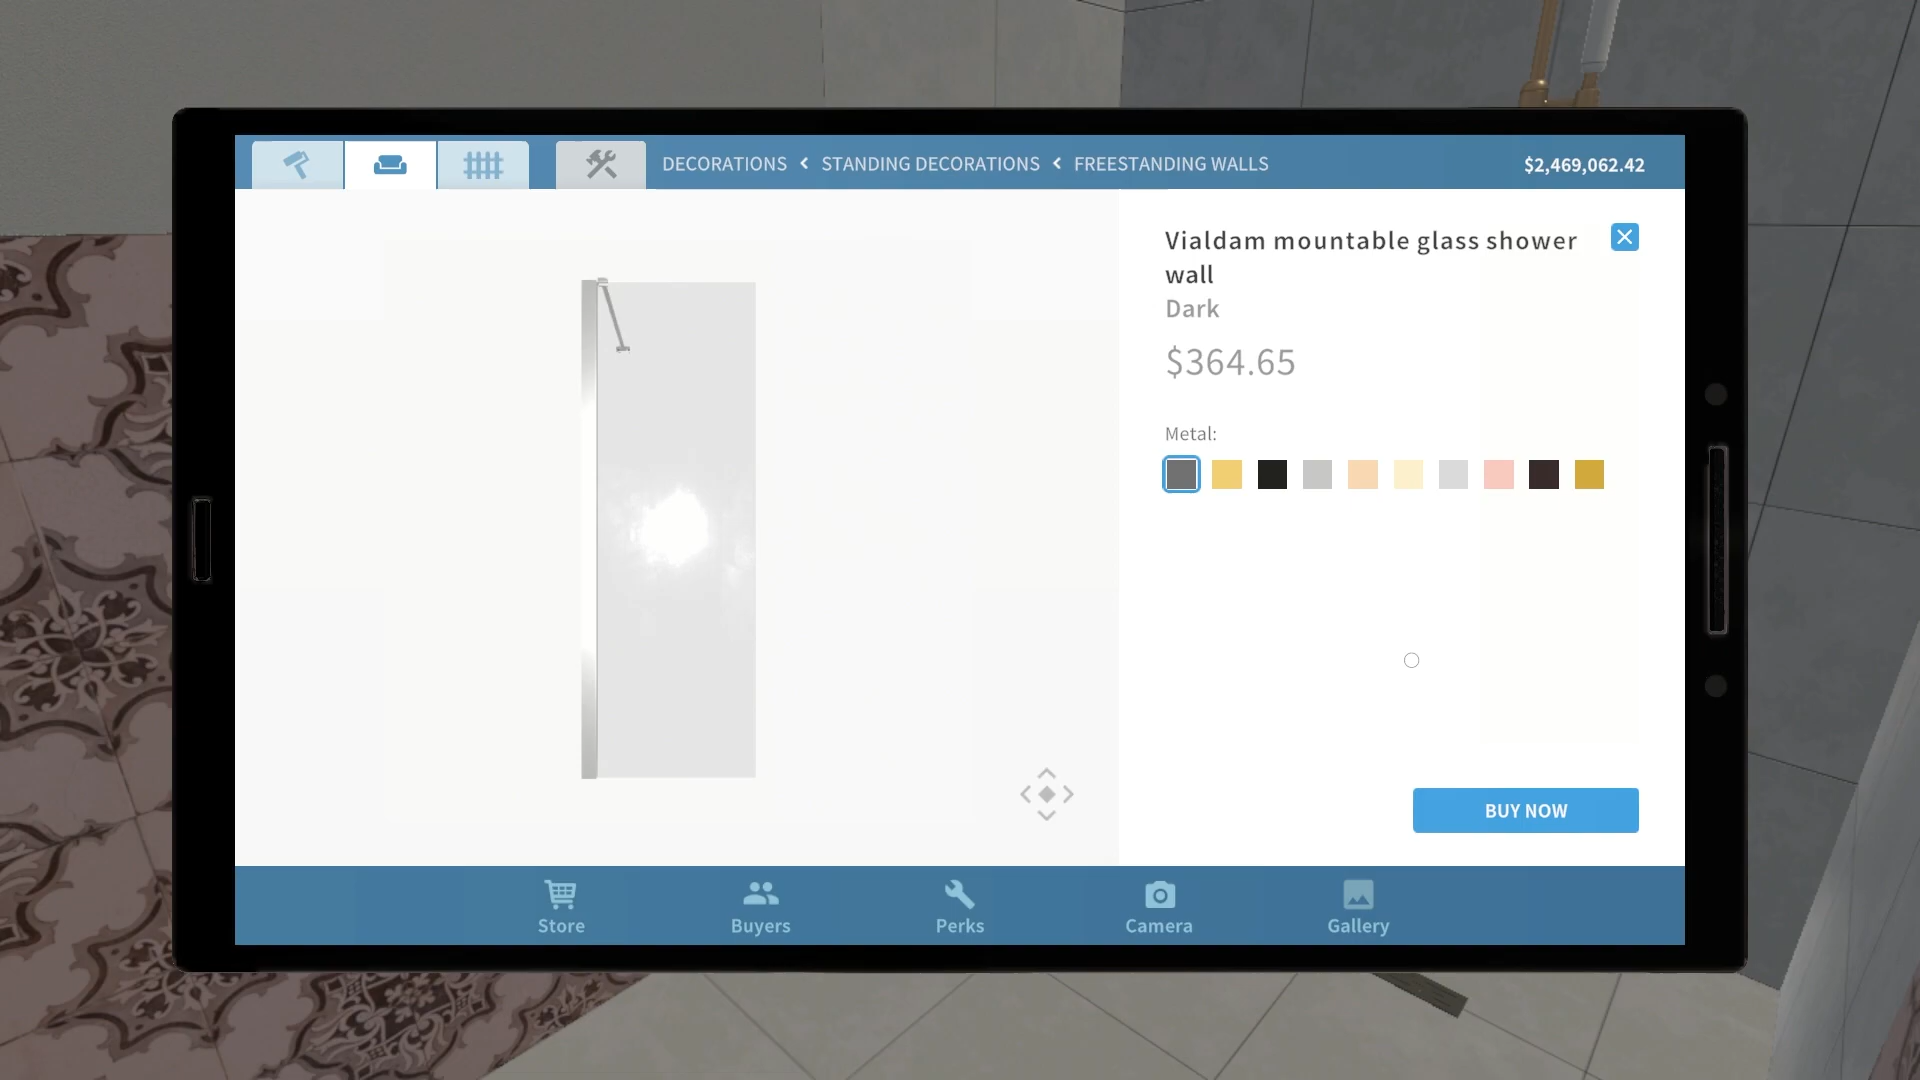 DECORATIONS < STANDING DECORATIONS < FREESTANDING WALLS
$2,469,062.42
Vialdam mountable glass shower
wall
Dark
$364.65
Metal:
BUY NOW
Store
Buyers
Perks
Camera
Gallery